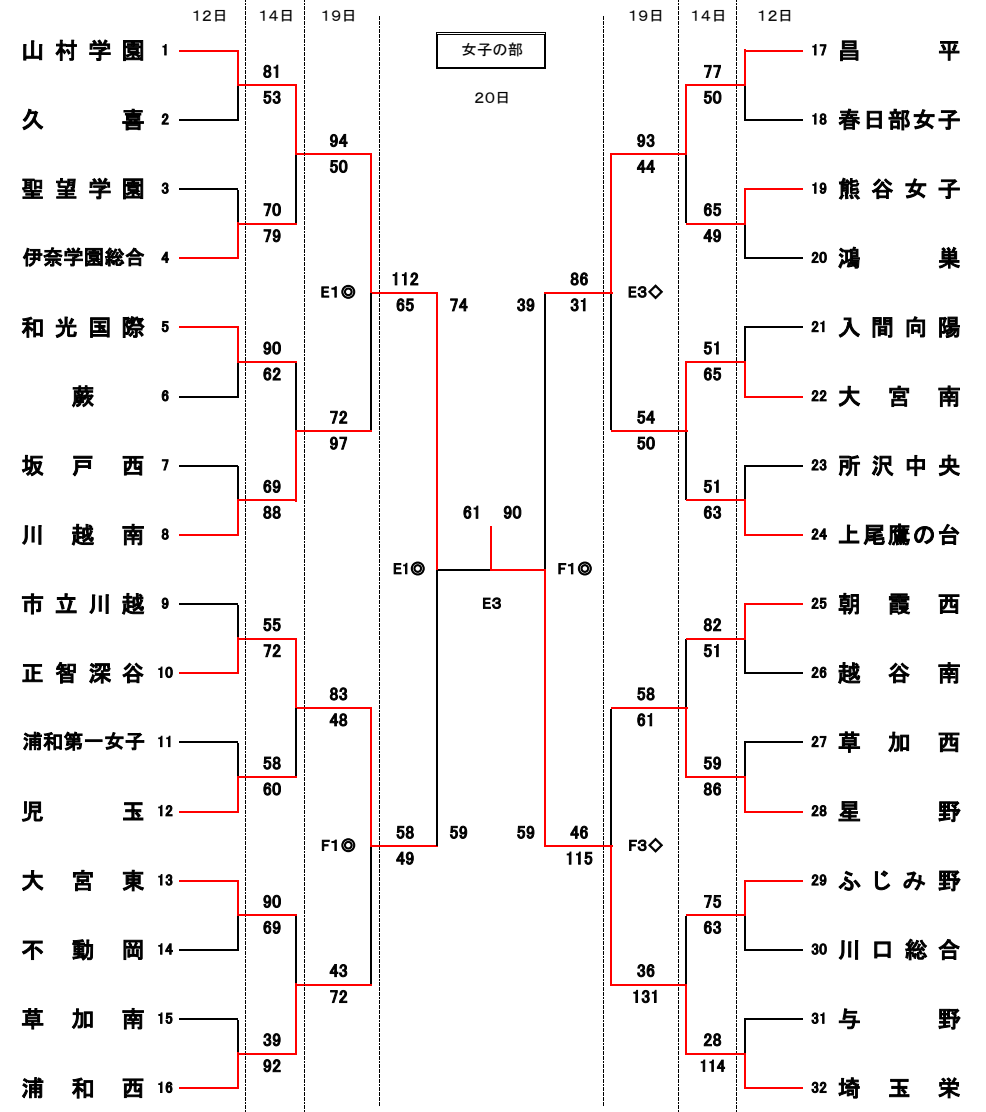 12日 14日 19日 19日 14日 12日
女子の部
20日
山村学園 1 17 昌平
81 77
53 50
久喜 2 18 春日部女子
94 93
50 44
聖望学園 3 19 熊谷女子
70 65
79 49
伊奈学園総合 4 20 鴻巣
112 86
E1◎ E3◇
65 74 39 31
和光国際 5 21 入間向陽
90 51
62 65
蕨 6 22 大宮南
72 54
97 50
坂戸西 7 23 所沢中央
69 51
88 63
61 90
川越南 8 24 上尾鷹の台
E1◎ F1◎
市立川越 9 E3 25 朝霞西
55 82
72 51
正智深谷 10 26 越谷南
83 58
48 61
浦和第一女子 11 27 草加西
58 59
60 86
児玉 12 28 星野
58 59 59 46
F1◎ F3◇
49 115
大宮東 13 29 ふじみ野
90 75
69 63
不動岡 14 30 川口総合
43 36
72 131
草加南 15 31 与野
39 28
92 114
浦和西 16 32 埼玉栄